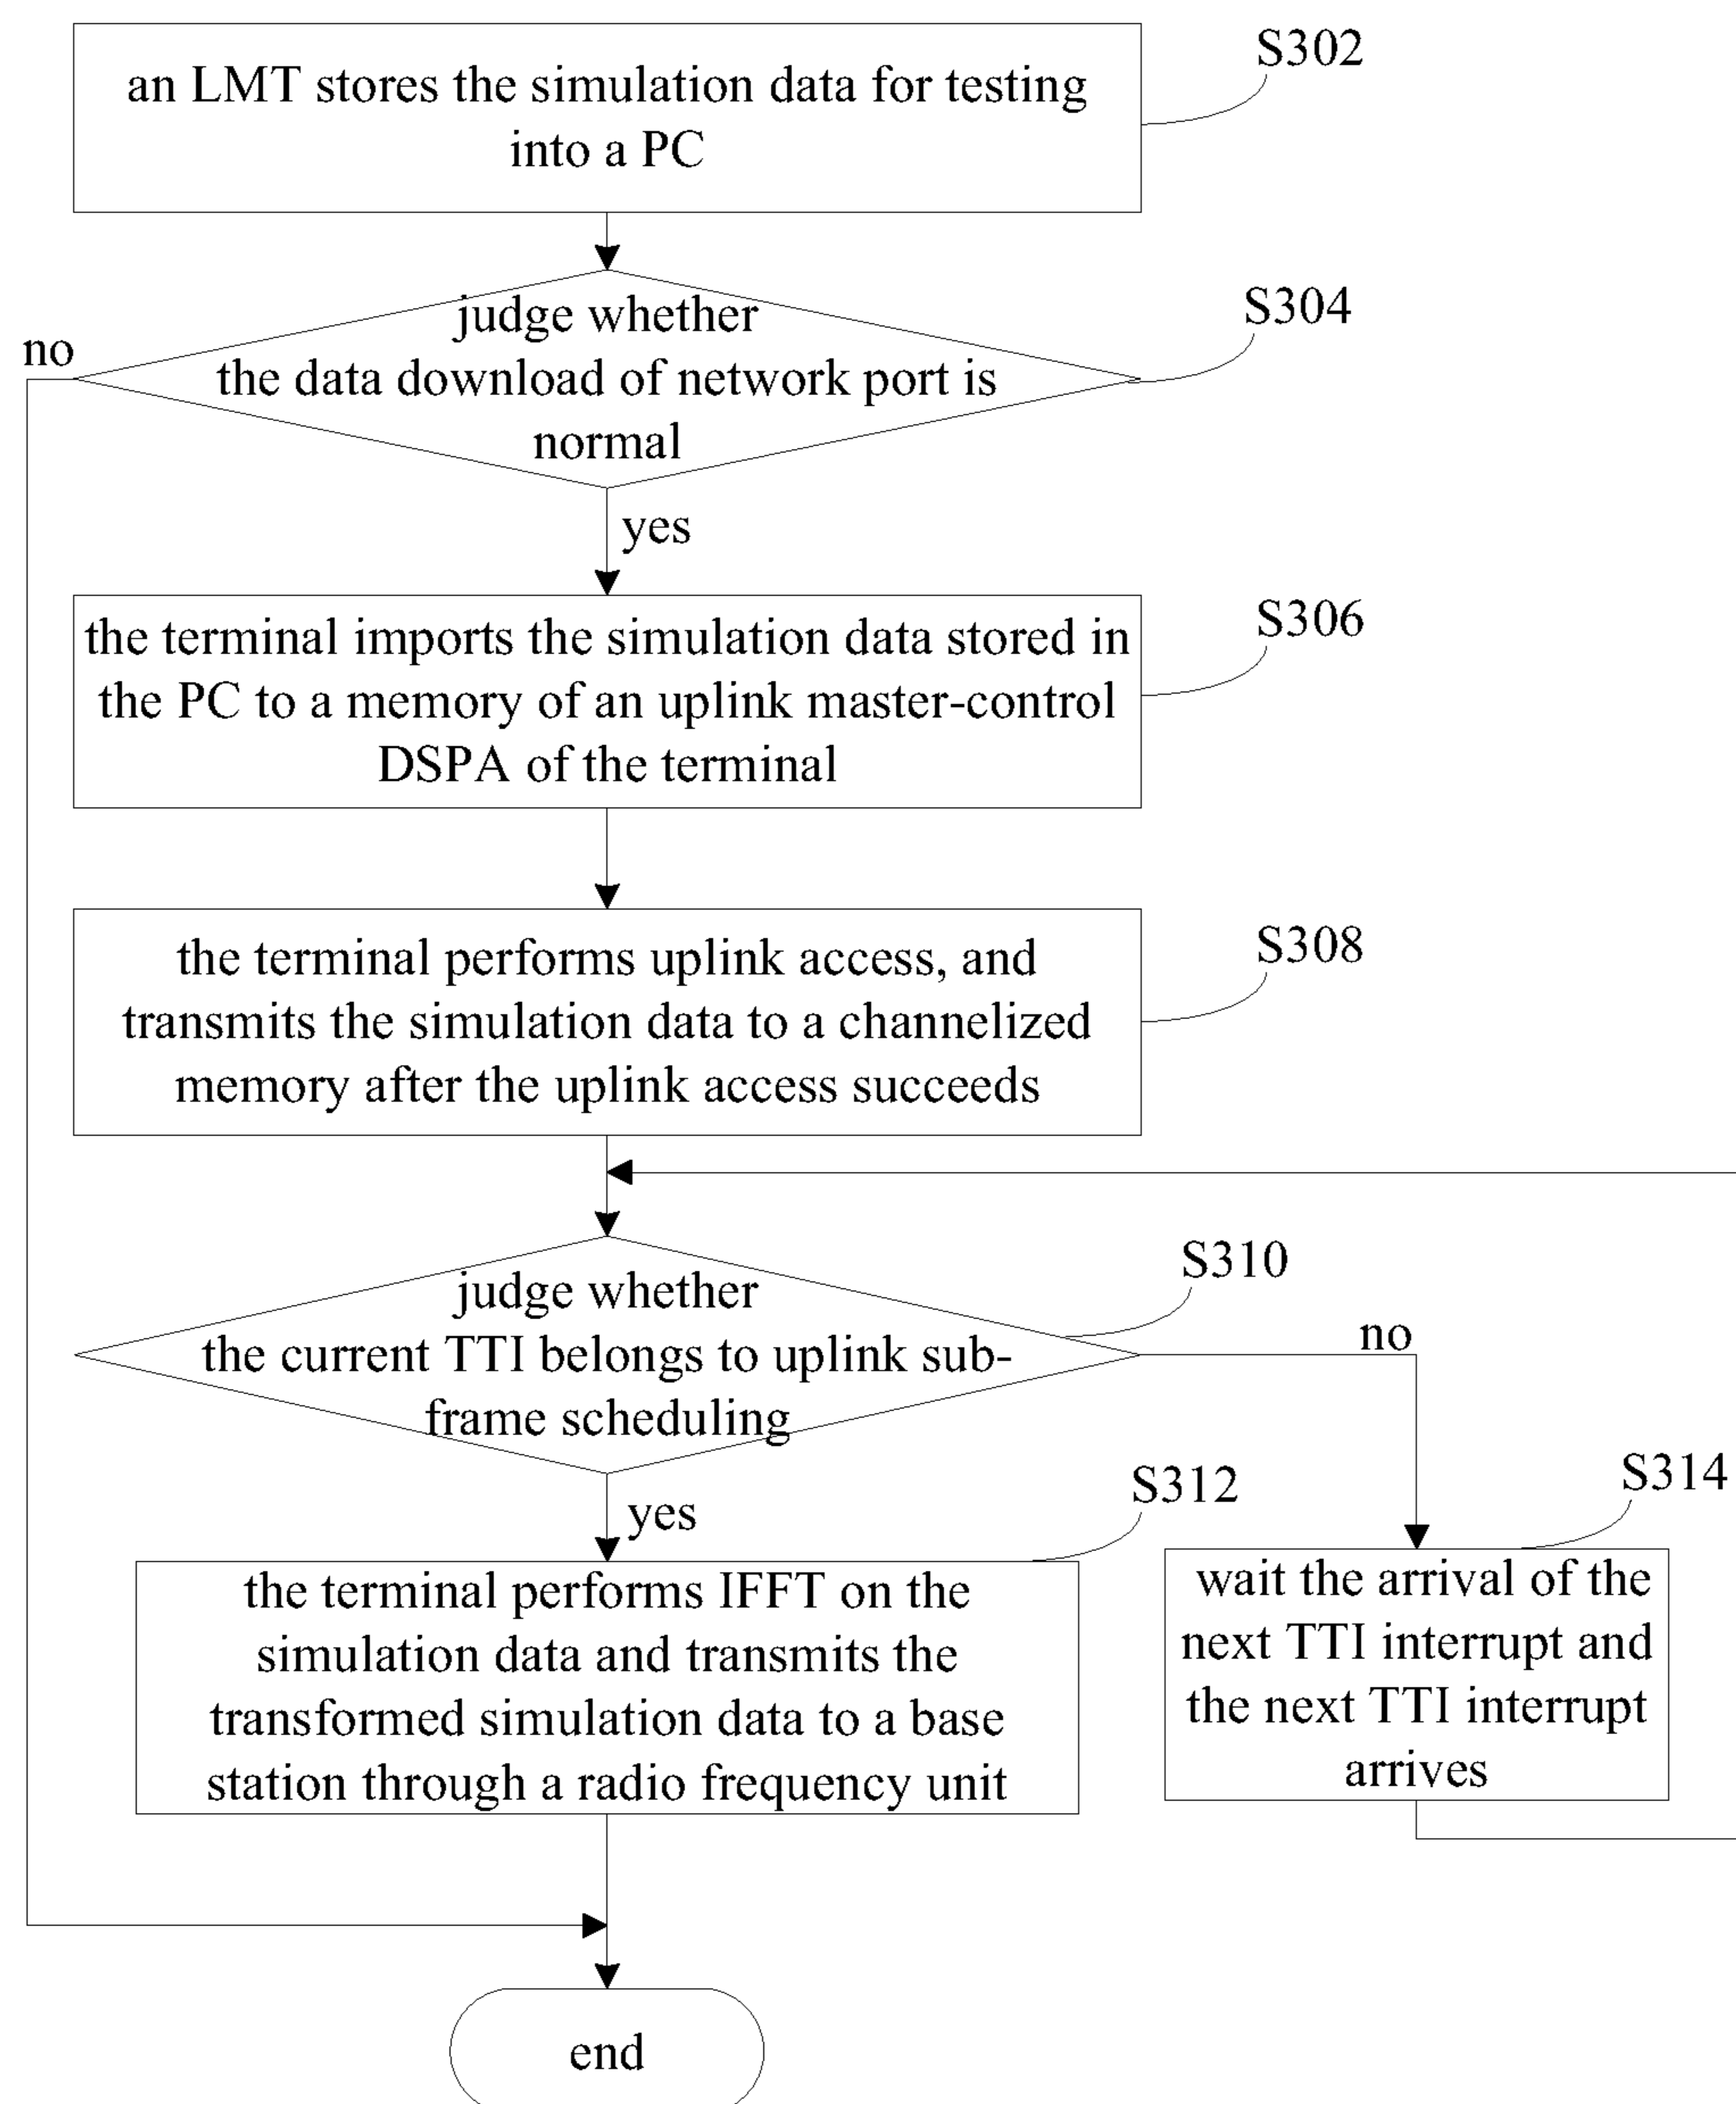 an LMT stores the simulation data for testing
into a PC
S302
judge whether
the data download of network port is
normal
S304
no
yes
the terminal imports the simulation data stored in
the PC to a memory of an uplink master-control
DSPA of the terminal
S306
the terminal performs uplink access, and
transmits the simulation data to a channelized
memory after the uplink access succeeds
S308
judge whether
the current TTI belongs to uplink sub-
frame scheduling
S310
no
yes
S312
the terminal performs IFFT on the
simulation data and transmits the
transformed simulation data to a base
station through a radio frequency unit
S314
wait the arrival of the
next TTI interrupt and
the next TTI interrupt
arrives
end